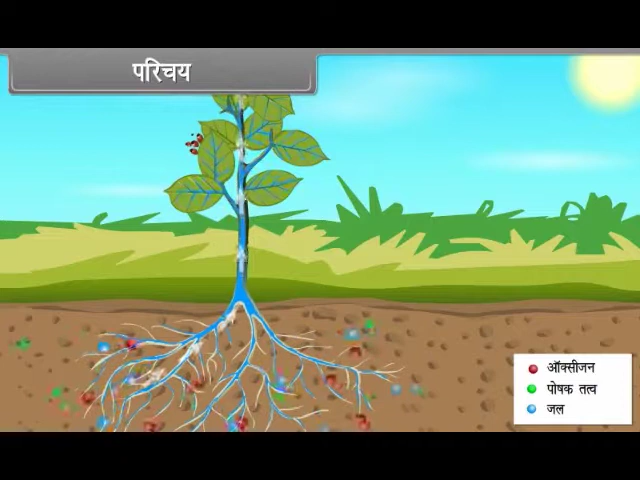 परिचय
ऑक्सीजन
पोषक तत्व
जल